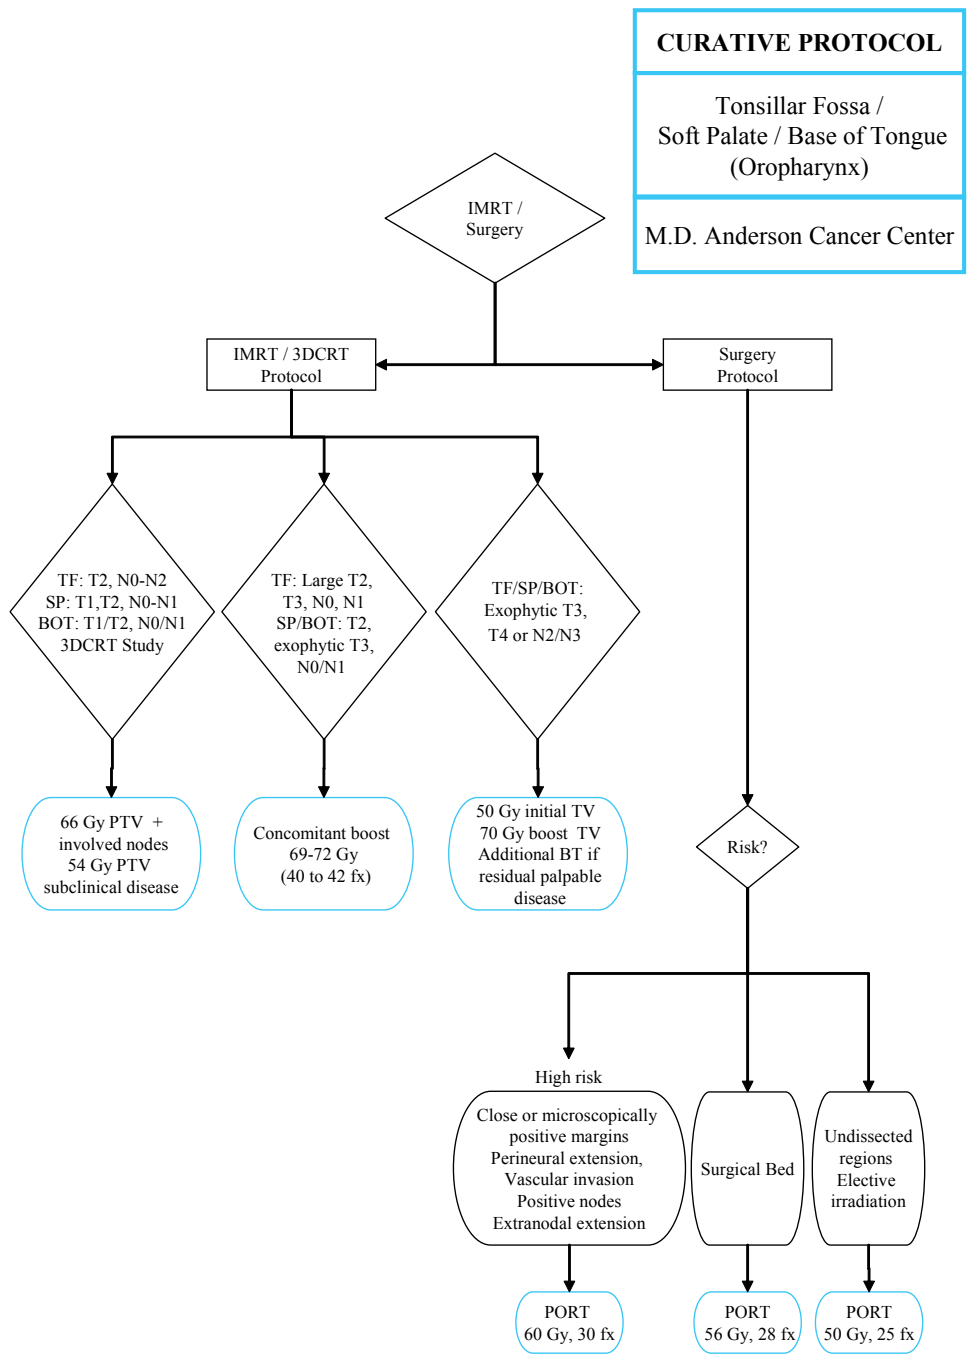 CURATIVE PROTOCOL
Tonsillar Fossa /
Soft Palate / Base of Tongue
(Oropharynx)
M.D. Anderson Cancer Center
IMRT /
Surgery
IMRT / 3DCRT
Protocol
Surgery
Protocol
TF: T2, N0-N2
SP: T1,T2, N0-N1
BOT: T1/T2, N0/N1
3DCRT Study
TF: Large T2,
T3, N0, N1
SP/BOT: T2,
exophytic T3,
N0/N1
TF/SP/BOT:
Exophytic T3,
T4 or N2/N3
66 Gy PTV +
involved nodes
54 Gy PTV
subclinical disease
Concomitant boost
69-72 Gy
(40 to 42 fx)
50 Gy initial TV
70 Gy boost TV
Additional BT if
residual palpable
disease
Risk?
High risk
Close or microscopically
positive margins
Perineural extension,
Vascular invasion
Positive nodes
Extranodal extension
Surgical Bed
Undissected
regions
Elective
irradiation
PORT
60 Gy, 30 fx
PORT
56 Gy, 28 fx
PORT
50 Gy, 25 fx